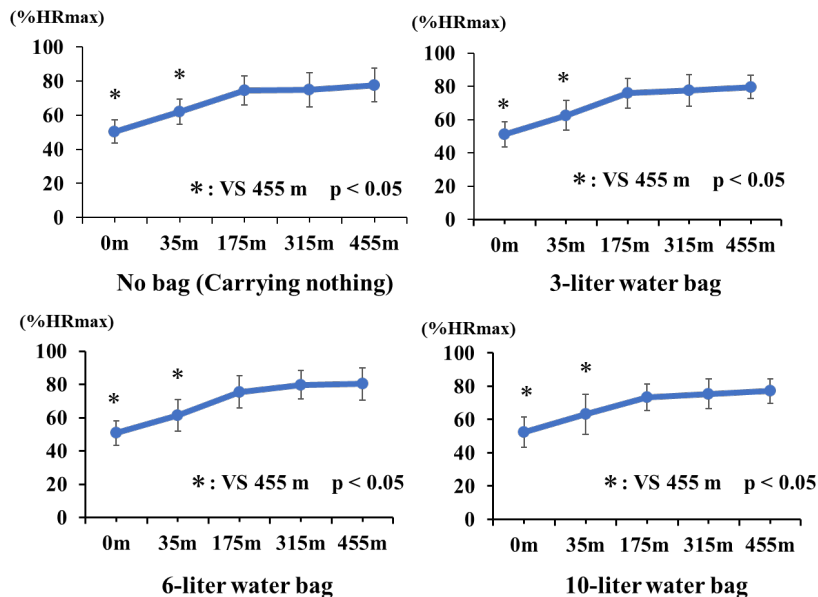 (%HRmax)
100
80
60
40
20
0
*
*
*: VS 455 m p < 0.05
0m 35m 175m 315m 455m
No bag (Carrying nothing)
(%HRmax)
100
80
60
40
20
0
*
*
*: VS 455 m p < 0.05
0m 35m 175m 315m 455m
3-liter water bag
(%HRmax)
100
80
60
40
20
0
*
*
*: VS 455 m p < 0.05
0m 35m 175m 315m 455m
6-liter water bag
(%HRmax)
100
80
60
40
20
0
*
*
*: VS 455 m p < 0.05
0m 35m 175m 315m 455m
10-liter water bag